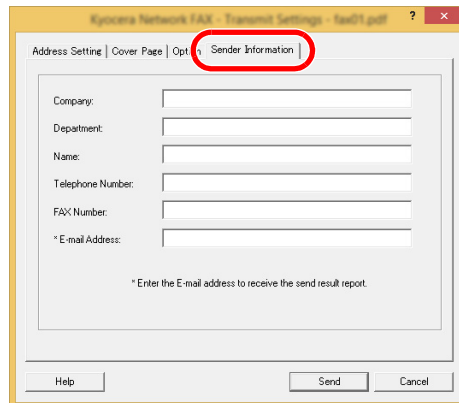 Kyocera Network FAX - Transmit Settings - fax01.pdf ? ×
Address Setting Cover Page Sender Information
Company:
Department:
Name:
Telephone Number:
FAX Number:
* E-mail Address:
* Enter the E-mail address to receive the send result report.
Help Send Cancel